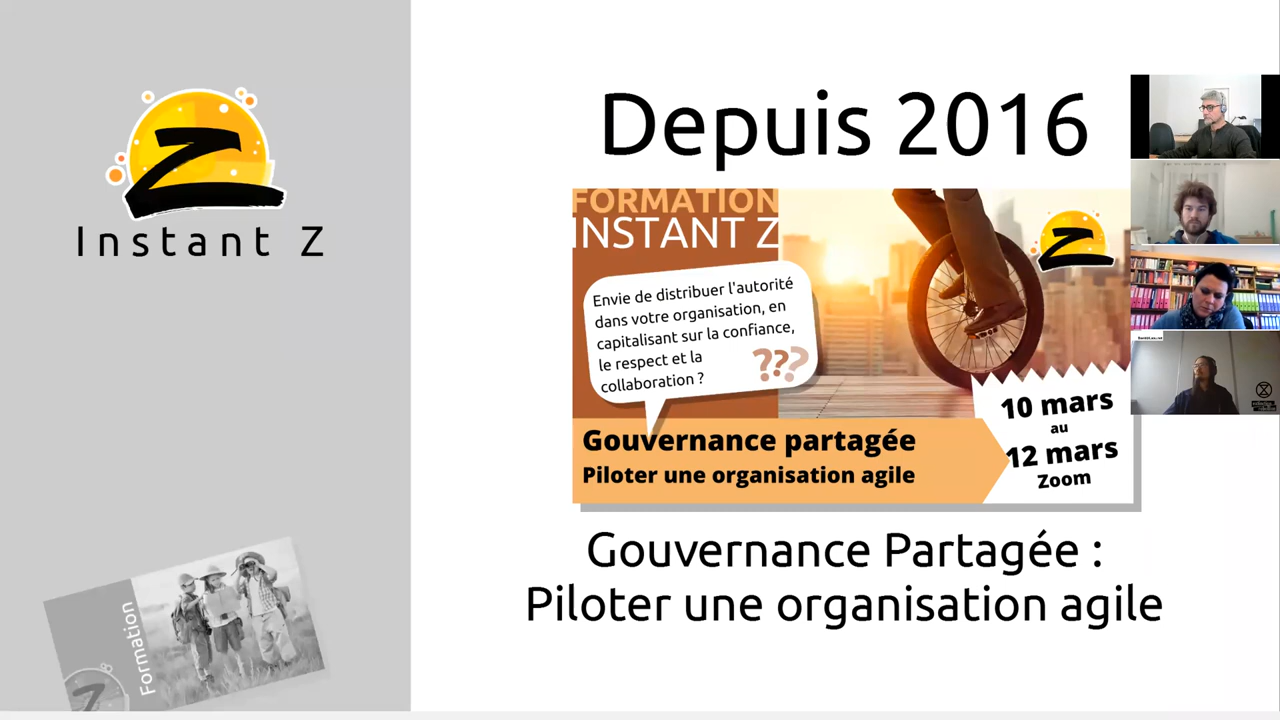 Instant Z
Formation
Depuis 2016
FORMATION
INSTANT Z
Envie de distribuer l'autorité
dans votre organisation, en
capitalisant sur la confiance,
le respect et la
collaboration ?
???
Gouvernance partagée
Piloter une organisation agile
10 mars
au
12 mars
Zoom
Gouvernance Partagée :
Piloter une organisation agile